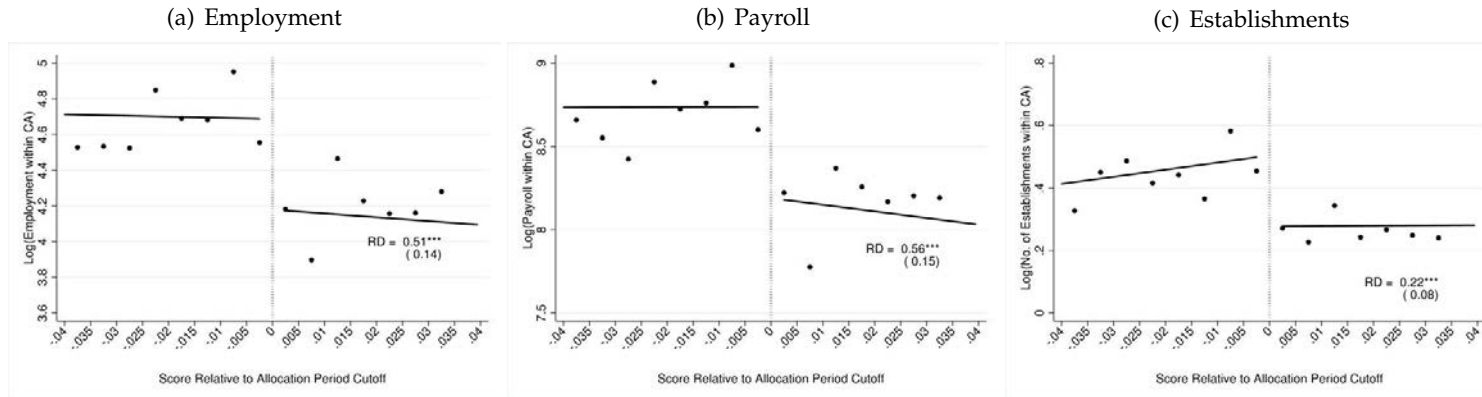 (a) Employment
Log(Employment within CA)
5
4.8
4.6
4.4
4.2
4
3.8
3.6
RD = 0.51***
( 0.14)
-.04 -.035 -.03 -.025 -.02 -.015 -.01 -.005 0 .005 .01 .015 .02 .025 .03 .035 .04
Score Relative to Allocation Period Cutoff
(b) Payroll
Log(Payroll within CA)
9
8.5
8
7.5
RD = 0.56***
( 0.15)
-.04 -.035 -.03 -.025 -.02 -.015 -.01 -.005 0 .005 .01 .015 .02 .025 .03 .035 .04
Score Relative to Allocation Period Cutoff
(c) Establishments
Log(No. of Establishments within CA)
.8
.6
.4
.2
0
RD = 0.22***
( 0.08)
-.04 -.035 -.03 -.025 -.02 -.015 -.01 -.005 0 .005 .01 .015 .02 .025 .03 .035 .04
Score Relative to Allocation Period Cutoff